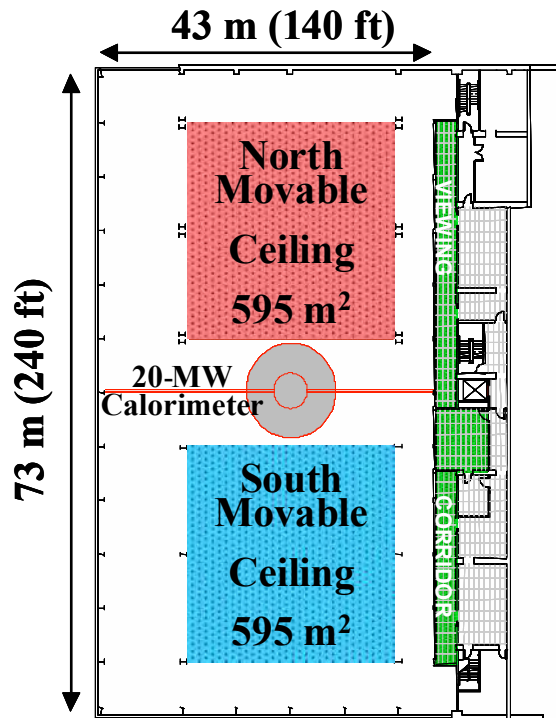 43 m (140 ft)
73 m (240 ft)
North
Movable
Ceiling
595 m²
VIEWING
20-MW
Calorimeter
South
Movable
Ceiling
595 m²
CORRIDOR